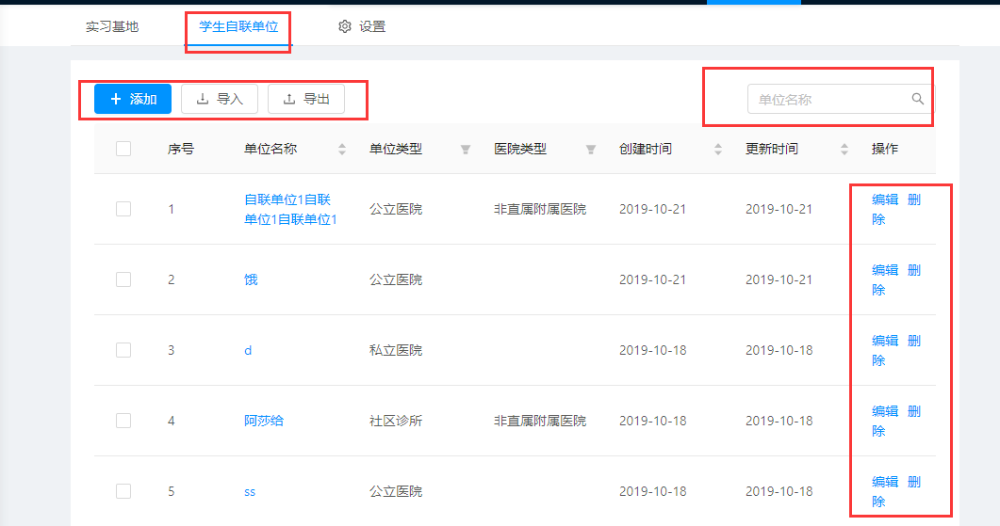 实习基地 学生自联单位 设置
添加 导入 导出 单位名称
序号 单位名称 单位类型 医院类型 创建时间 更新时间 操作
1 自联单位1自联 公立医院 非直属附属医院 2019-10-21 2019-10-21 编辑 删
单位1自联单位1 除
2 饿 公立医院 2019-10-21 2019-10-21 编辑 删
除
3 d 私立医院 2019-10-18 2019-10-18 编辑 删
除
4 阿莎给 社区诊所 非直属附属医院 2019-10-18 2019-10-18 编辑 删
除
5 ss 公立医院 2019-10-18 2019-10-18 编辑 删
除